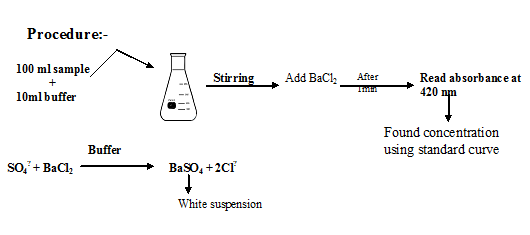 Procedure:-
100 ml sample
+
10ml buffer
Stirring
Add BaCl₂
After
1min
Read absorbance at
420 nm
Found concentration
using standard curve
Buffer
SO₄⁼ + BaCl₂
BaSO₄ +2Cl⁻
White suspension